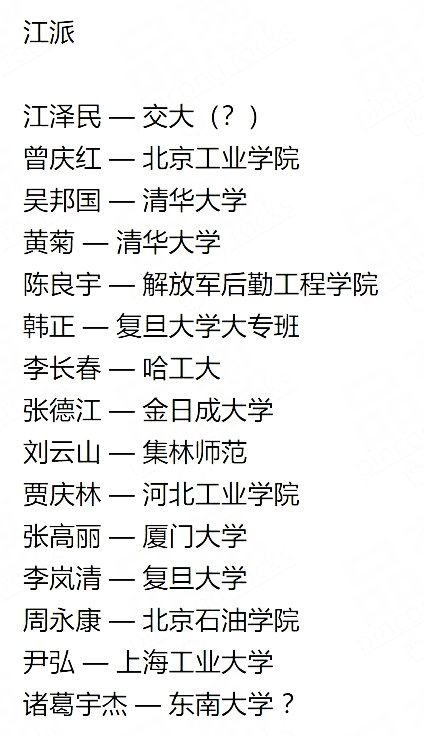 江派
江泽民 — 交大（？）
曾庆红 — 北京工业学院
吴邦国 — 清华大学
黄菊 — 清华大学
陈良宇 — 解放军后勤工程学院
韩正 — 复旦大学大专班
李长春 — 哈工大
张德江 — 金日成大学
刘云山 — 集林师范
贾庆林 — 河北工业学院
张高丽 — 厦门大学
李岚清 — 复旦大学
周永康 — 北京石油学院
尹弘 — 上海工业大学
诸葛宇杰 — 东南大学？